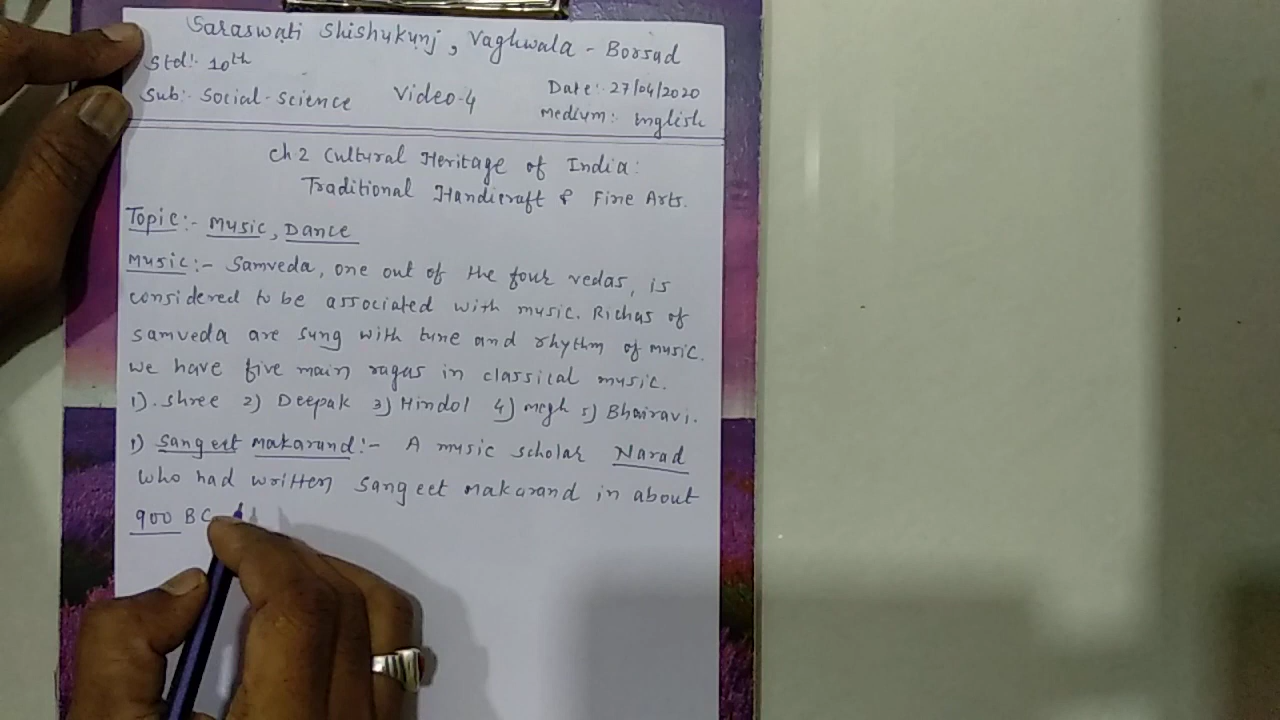 Saraswati Shishukunj, Vaghwala - Borsad
Std:- 10th
Sub:- Social-Science Video-4 Date:- 27/04/2020
Medium: English
Ch.2 Cultural Heritage of India:
Traditional Handicraft & Fine Arts.
Topic:- Music, Dance
Music:- Samveda, one out of the four vedas, is
considered to be associated with music. Richas of
samveda are sung with tune and rhythm of music.
We have five main ragas in classical music.
1). Shree 2) Deepak 3) Hindol 4) megh 5) Bhairavi.
1) Sangeet Makarand:- A music scholar Narad
who had written Sangeet Makarand in about
900 BC